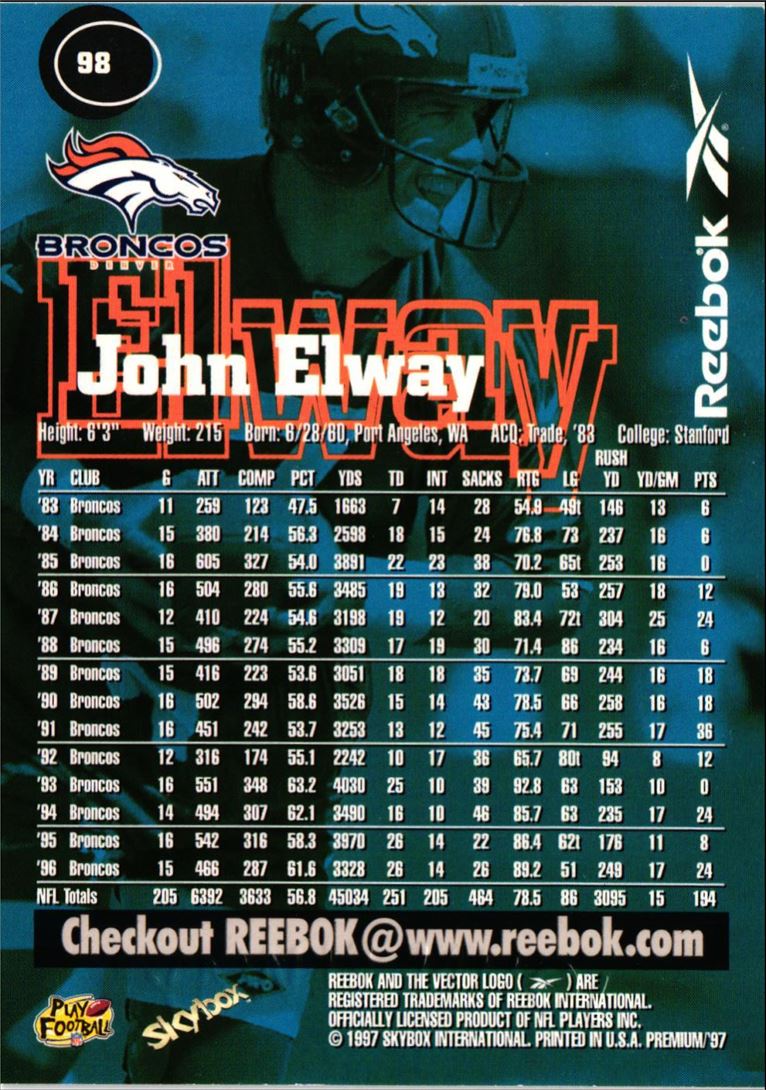 98
BRONCOS
DENVER
Reebok
Elway
John Elway
Height: 6'3" Weight: 215 Born: 6/28/60, Port Angeles, WA ACQ: Trade, '83 College: Stanford
RUSH
YR CLUB G ATT COMP PCT YDS TD INT SACKS RTG LG YD YD/GM PTS
'83 Broncos 11 259 123 47.5 1663 7 14 28 54.9 49t 146 13 6
'84 Broncos 15 380 214 56.3 2598 18 15 24 76.8 73 237 16 6
'85 Broncos 16 605 327 54.0 3891 22 23 38 70.2 65t 253 16 0
'86 Broncos 16 504 280 55.6 3485 19 13 32 79.0 53 257 18 12
'87 Broncos 12 410 224 54.6 3198 19 12 20 83.4 72t 304 25 24
'88 Broncos 15 496 274 55.2 3309 17 19 30 71.4 86 234 16 6
'89 Broncos 15 416 223 53.6 3051 18 18 35 73.7 69 244 16 18
'90 Broncos 16 502 294 58.6 3526 15 14 43 78.5 66 258 16 18
'91 Broncos 16 451 242 53.7 3253 13 12 45 75.4 71 255 17 36
'92 Broncos 12 316 174 55.1 2242 10 17 36 65.7 80t 94 8 12
'93 Broncos 16 551 348 63.2 4030 25 10 39 92.8 63 153 10 0
'94 Broncos 14 494 307 62.1 3490 16 10 46 85.7 63 235 17 24
'95 Broncos 16 542 316 58.3 3970 26 14 22 86.4 62t 176 11 8
'96 Broncos 15 466 287 61.6 3328 26 14 26 89.2 51 249 17 24
NFL Totals 205 6392 3633 56.8 45034 251 205 464 78.5 86 3095 15 194
Checkout REEBOK@www.reebok.com
PLAY FOOTBALL
NFL
skybox
REEBOK AND THE VECTOR LOGO ( ) ARE
REGISTERED TRADEMARKS OF REEBOK INTERNATIONAL.
OFFICIALLY LICENSED PRODUCT OF NFL PLAYERS INC.
© 1997 SKYBOX INTERNATIONAL. PRINTED IN U.S.A. PREMIUM/'97